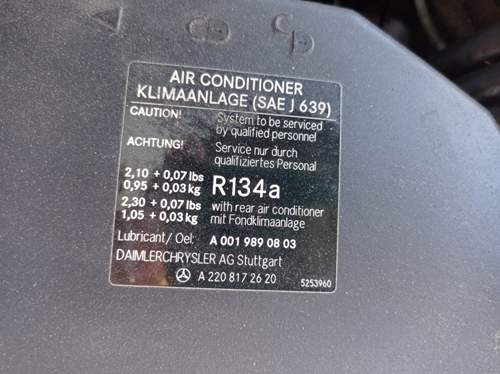 AIR CONDITIONER
KLIMAANLAGE (SAE J 639)
CAUTION! System to be serviced
by qualified personnel
ACHTUNG! Service nur durch
qualifiziertes Personal
2,10 + 0,07 lbs
0,95 + 0,03 kg R134a
2,30 + 0,07 lbs with rear air conditioner
1,05 + 0,03 kg mit Fondklimaanlage
Lubricant/ Oel: A 001 989 08 03
DAIMLERCHRYSLER AG Stuttgart
A 220 817 26 20 5253960